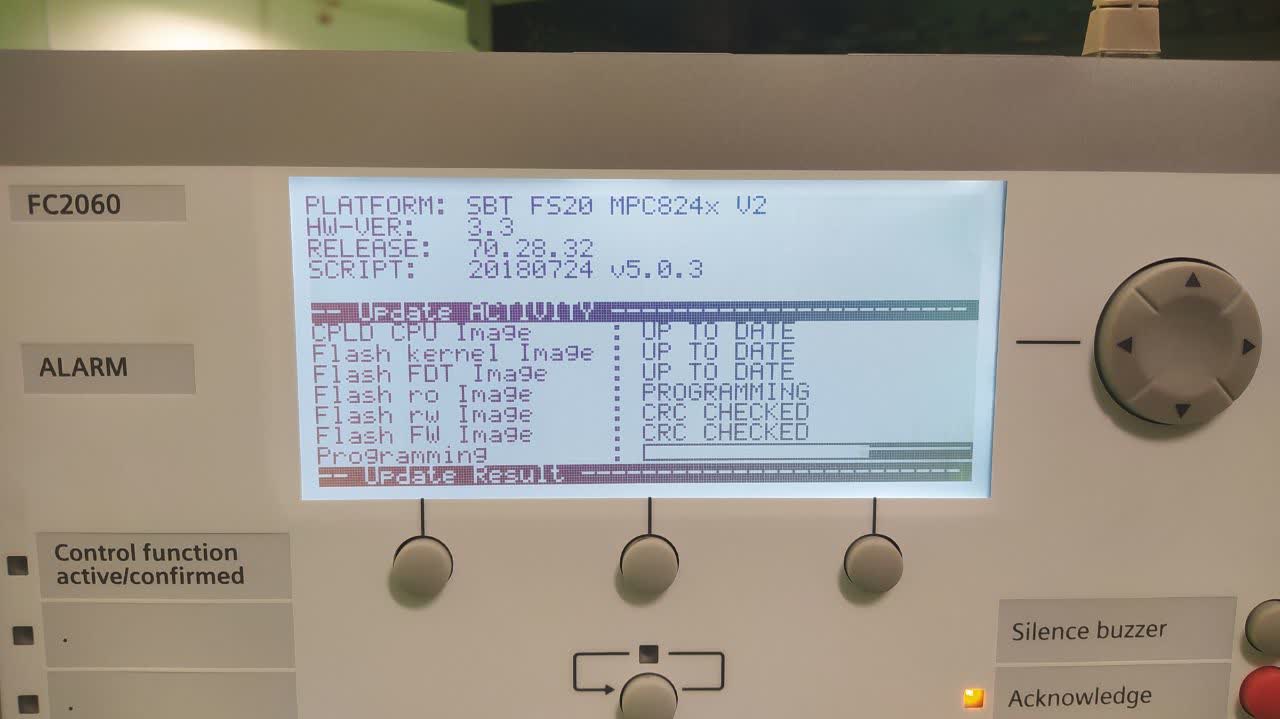 FC2060
PLATFORM: SBT FS20 MPC824x V2
HW-VER: 3.3
RELEASE: 70.28.32
SCRIPT: 20180724 v5.0.3
-- Update ACTIVITY -----------------------
CPLD CPU Image : UP TO DATE
Flash kernel Image : UP TO DATE
Flash FDT Image : UP TO DATE
Flash ro Image : PROGRAMMING
Flash rw Image : CRC CHECKED
Flash FW Image : CRC CHECKED
Programming :
-- Update Result -------------------------
ALARM
Control function
active/confirmed
.
.
Silence buzzer
Acknowledge